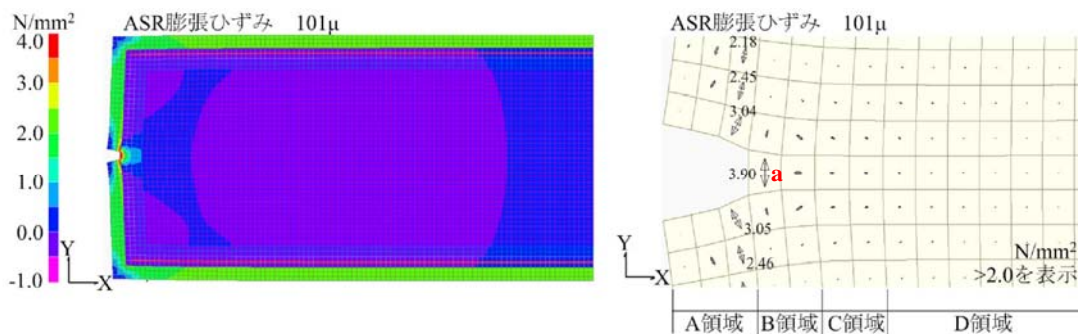 N/mm²
ASR膨張ひずみ 101μ
4.0
3.0
2.0
1.0
0.0
-1.0
Y
X
ASR膨張ひずみ 101μ
2.18
2.45
3.04
3.90 a
3.05
2.46
Y
X
N/mm²
>2.0を表示
A領域 B領域 C領域 D領域